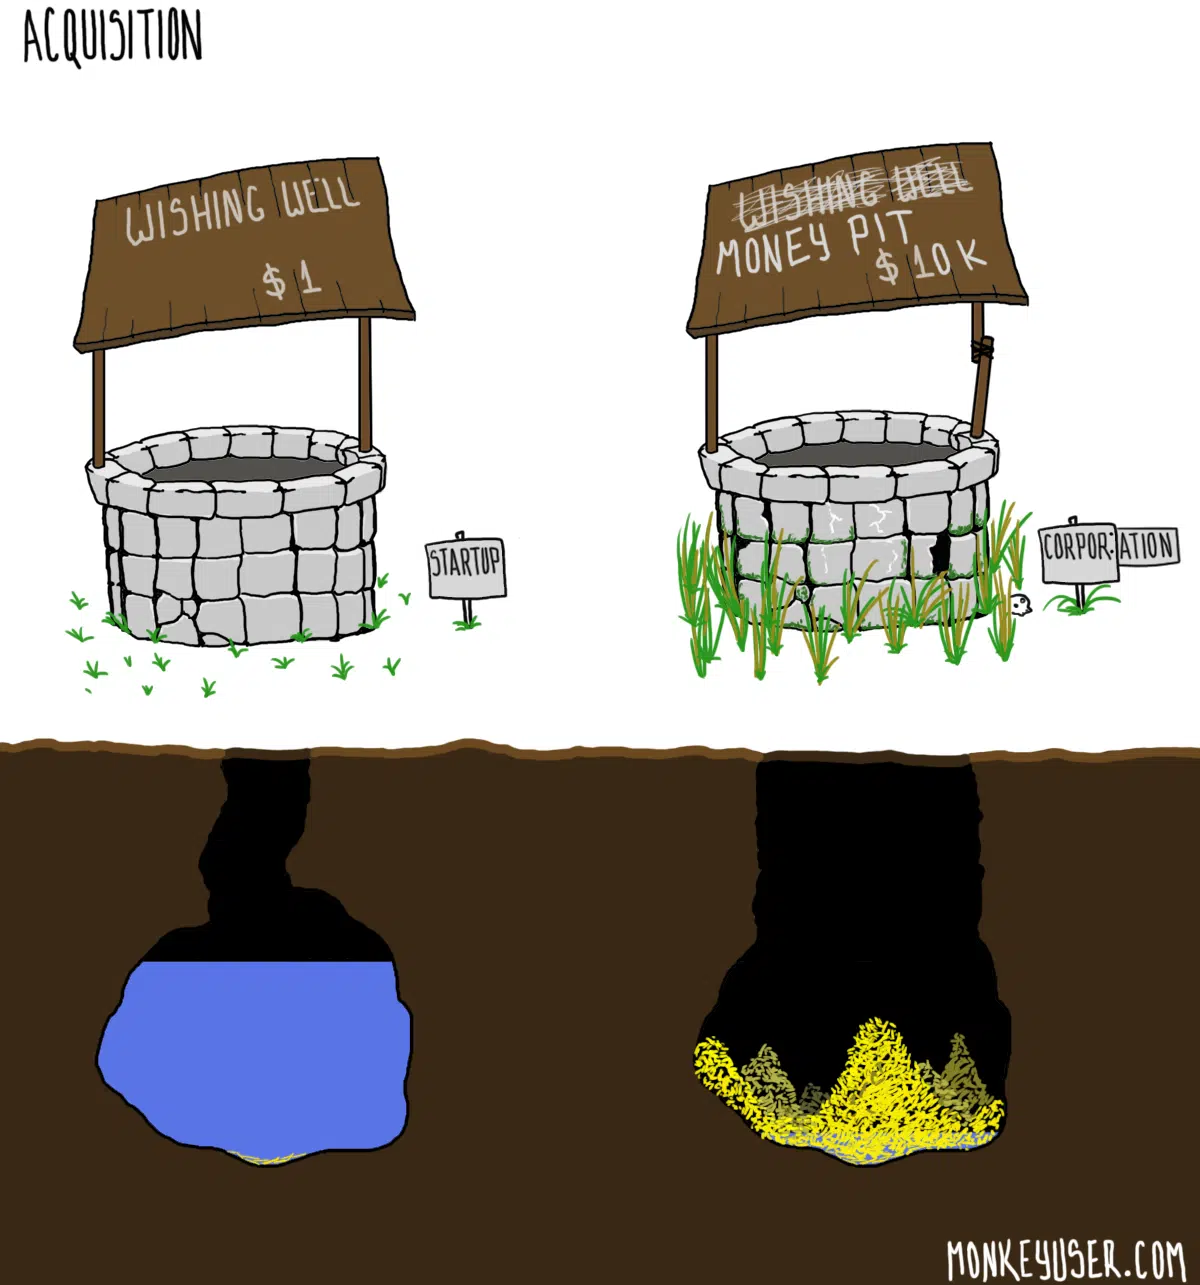 ACQUISITION
WISHING WELL
$1
STARTUP
WISHING WELL
MONEY PIT
$10K
CORPORATION
MONKEYUSER.COM